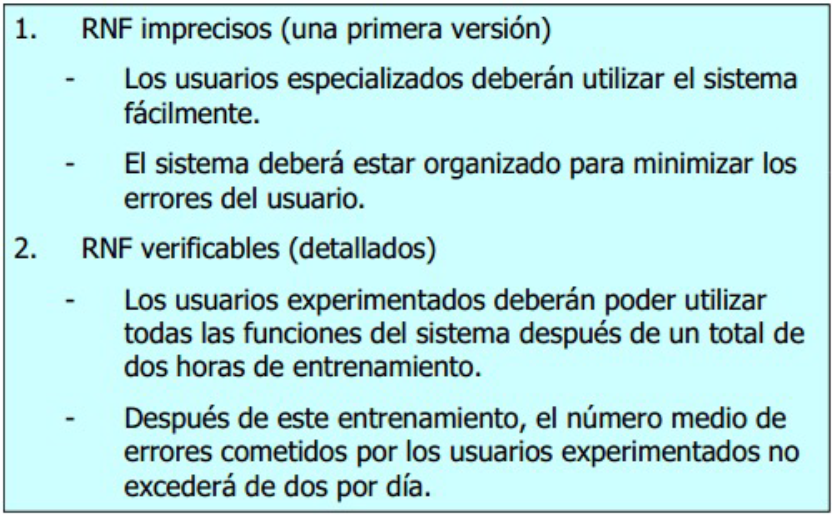 1. RNF imprecisos (una primera versión)
- Los usuarios especializados deberán utilizar el sistema
fácilmente.
- El sistema deberá estar organizado para minimizar los
errores del usuario.
2. RNF verificables (detallados)
- Los usuarios experimentados deberán poder utilizar
todas las funciones del sistema después de un total de
dos horas de entrenamiento.
- Después de este entrenamiento, el número medio de
errores cometidos por los usuarios experimentados no
excederá de dos por día.